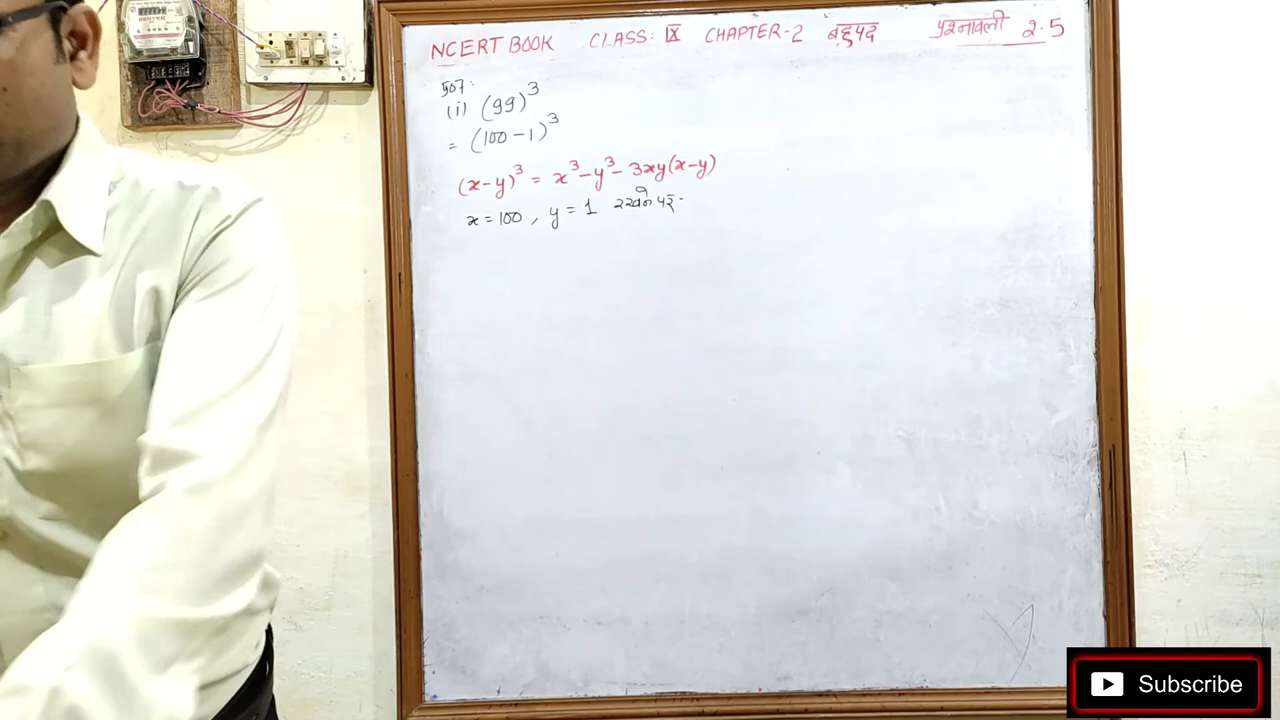 NCERT BOOK CLASS: IX CHAPTER-2 बहुपद प्रश्नावली 2.5
प्र०7:
(i) (99)³
= (100-1)³
(x-y)³ = x³-y³-3xy(x-y)
x=100, y=1 रखने पर-
Subscribe